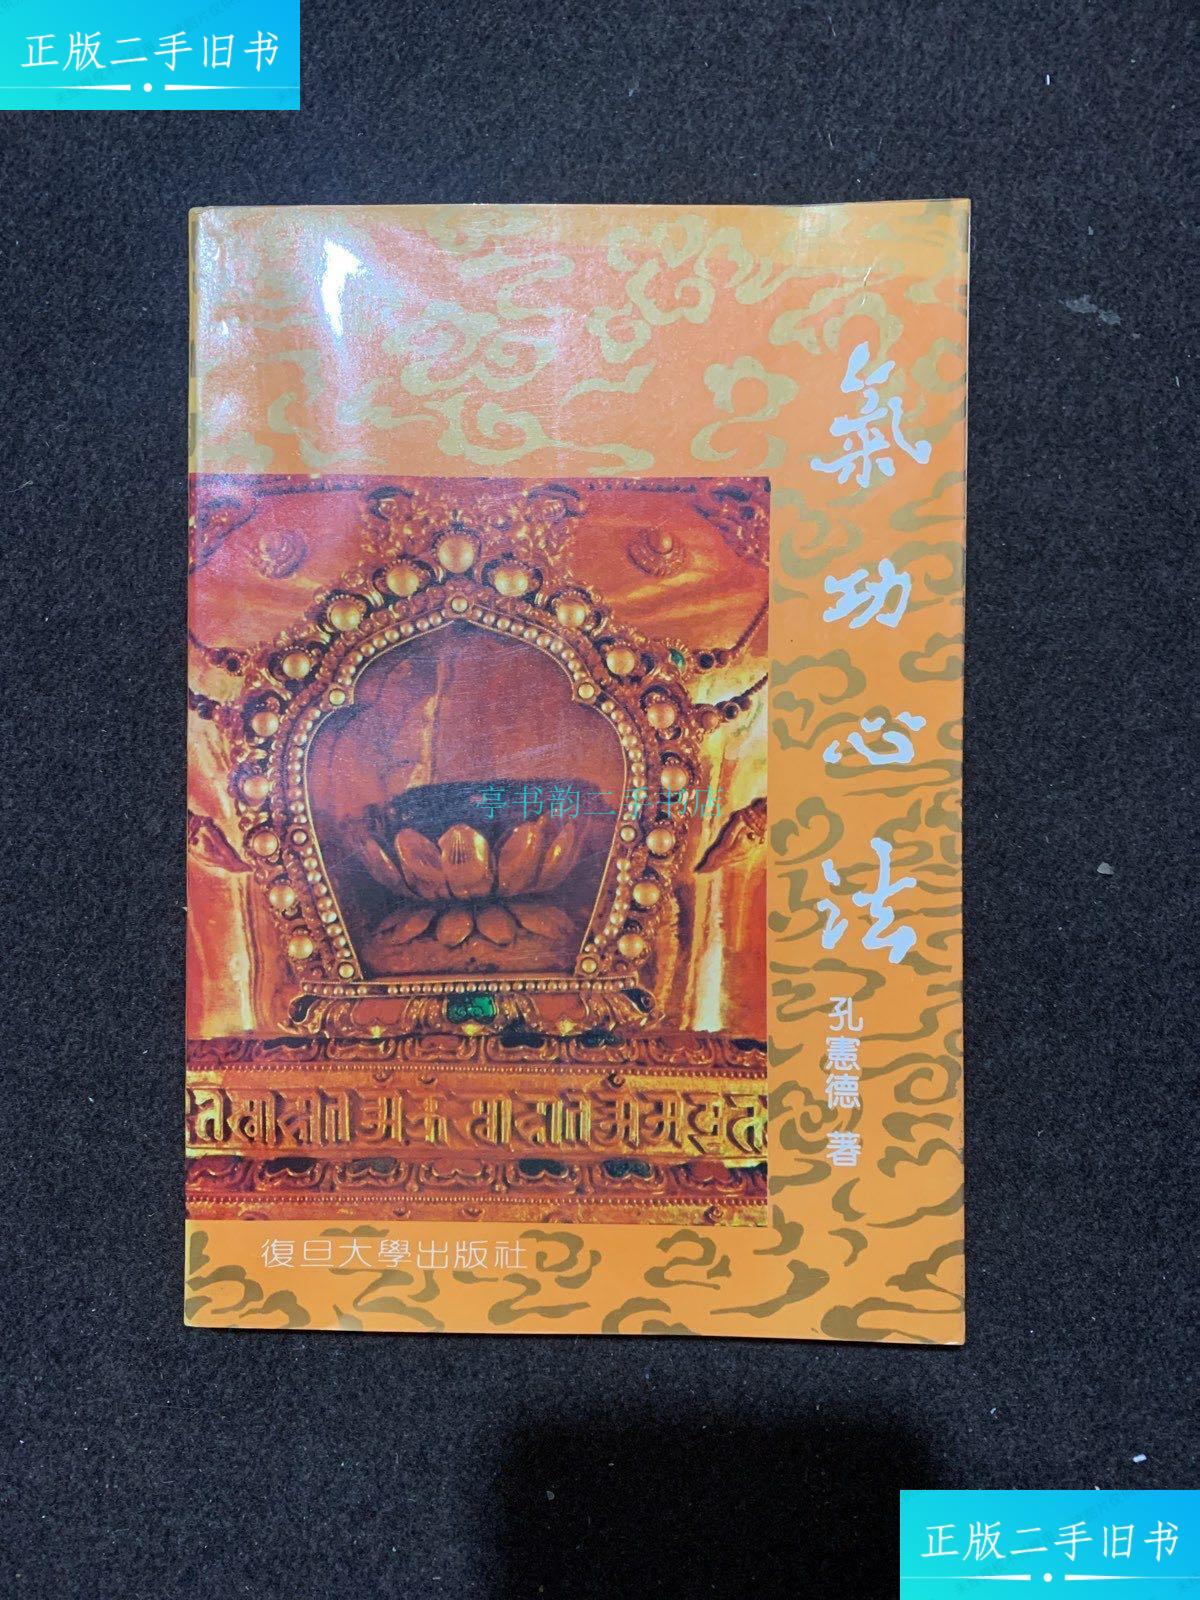 正版二手旧书
氣功心法
孔憲德 著
亭书韵二手书店
復旦大學出版社
正版二手旧书